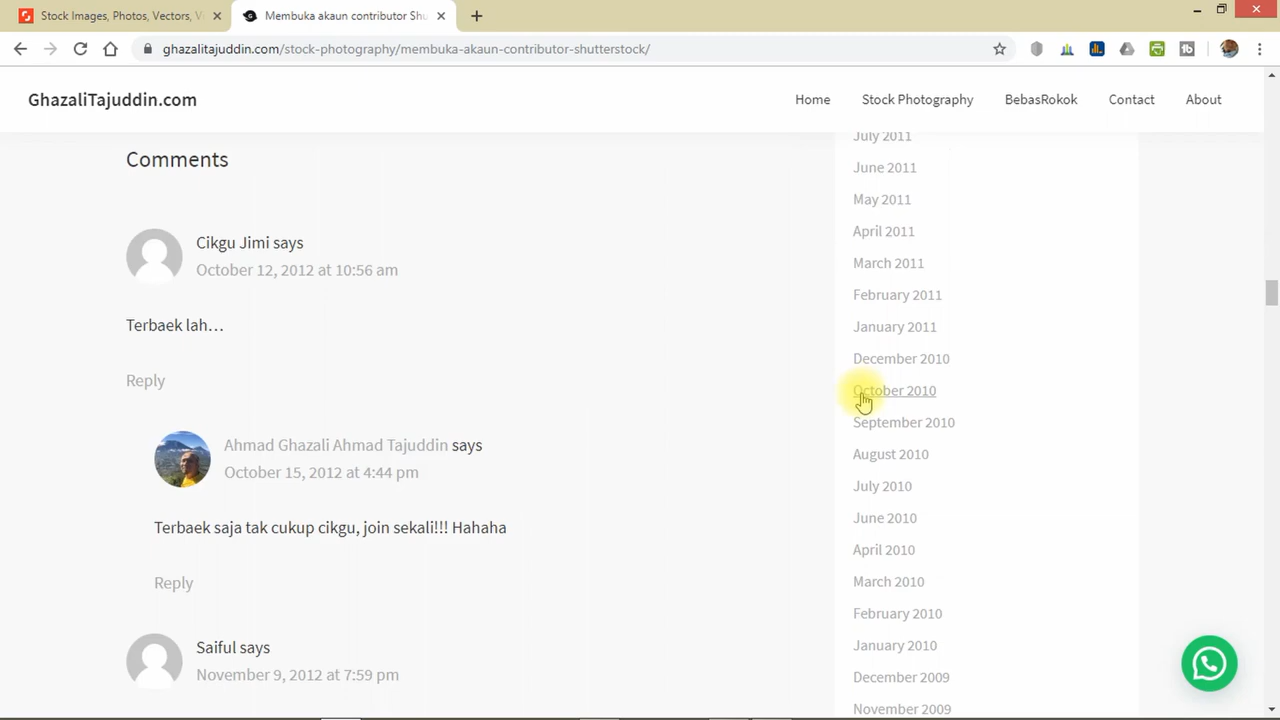 Stock Images, Photos, Vectors, V
Membuka akaun contributor Shu
ghazalitajuddin.com/stock-photography/membuka-akaun-contributor-shutterstock/
GhazaliTajuddin.com
Home
Stock Photography
BebasRokok
Contact
About
Comments
Cikgu Jimi says
October 12, 2012 at 10:56 am
Terbaek lah…
Reply
Ahmad Ghazali Ahmad Tajuddin says
October 15, 2012 at 4:44 pm
Terbaek saja tak cukup cikgu, join sekali!!! Hahaha
Reply
Saiful says
November 9, 2012 at 7:59 pm
July 2011
June 2011
May 2011
April 2011
March 2011
February 2011
January 2011
December 2010
October 2010
September 2010
August 2010
July 2010
June 2010
April 2010
March 2010
February 2010
January 2010
December 2009
November 2009